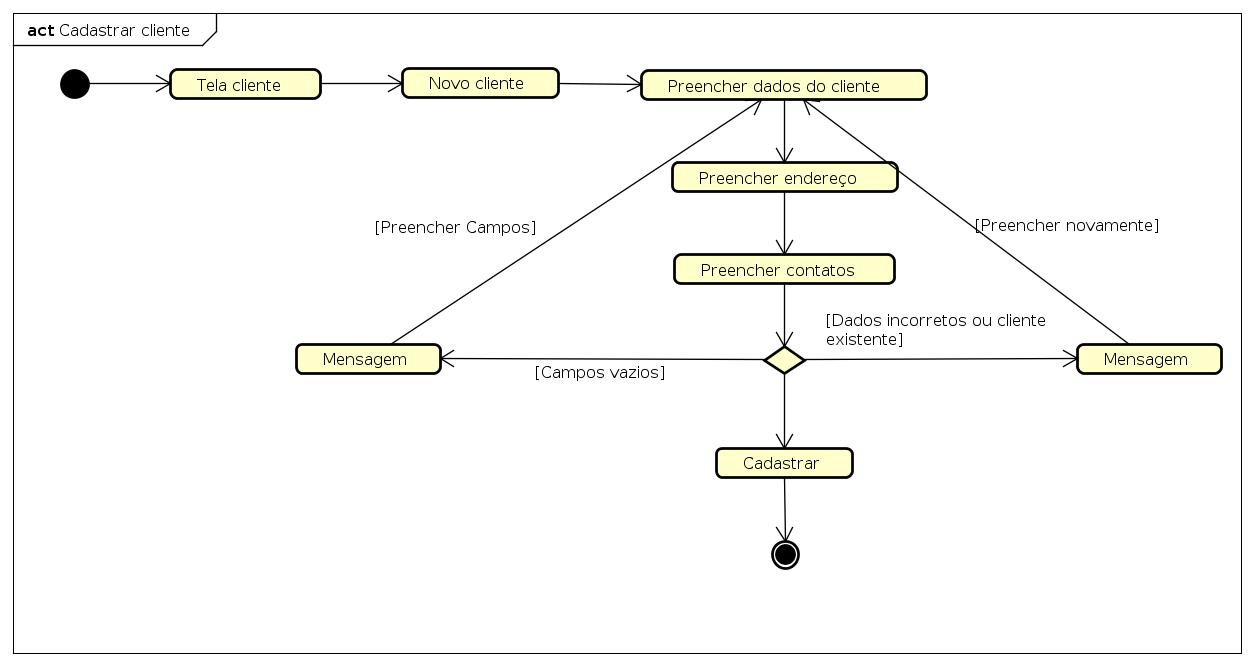 act Cadastrar cliente
Tela cliente
Novo cliente
Preencher dados do cliente
Preencher endereço
[Preencher Campos]
[Preencher novamente]
Preencher contatos
[Dados incorretos ou cliente
existente]
Mensagem
Mensagem
[Campos vazios]
Cadastrar